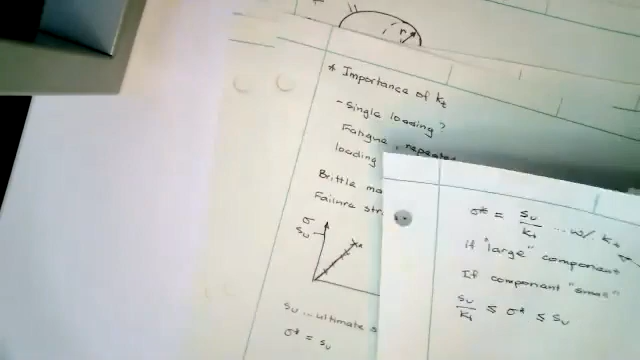 r
* Importance of Kt
- Single loading?
Fatigue, repeated
loading
Brittle ma
Failure str
σ
Su
Su ... ultimate s
σ* = Su
σ* = Su/Kt ... w/. Kt
if "large" component
If component "small"
Su/Kt ≤ σ* ≤ Su